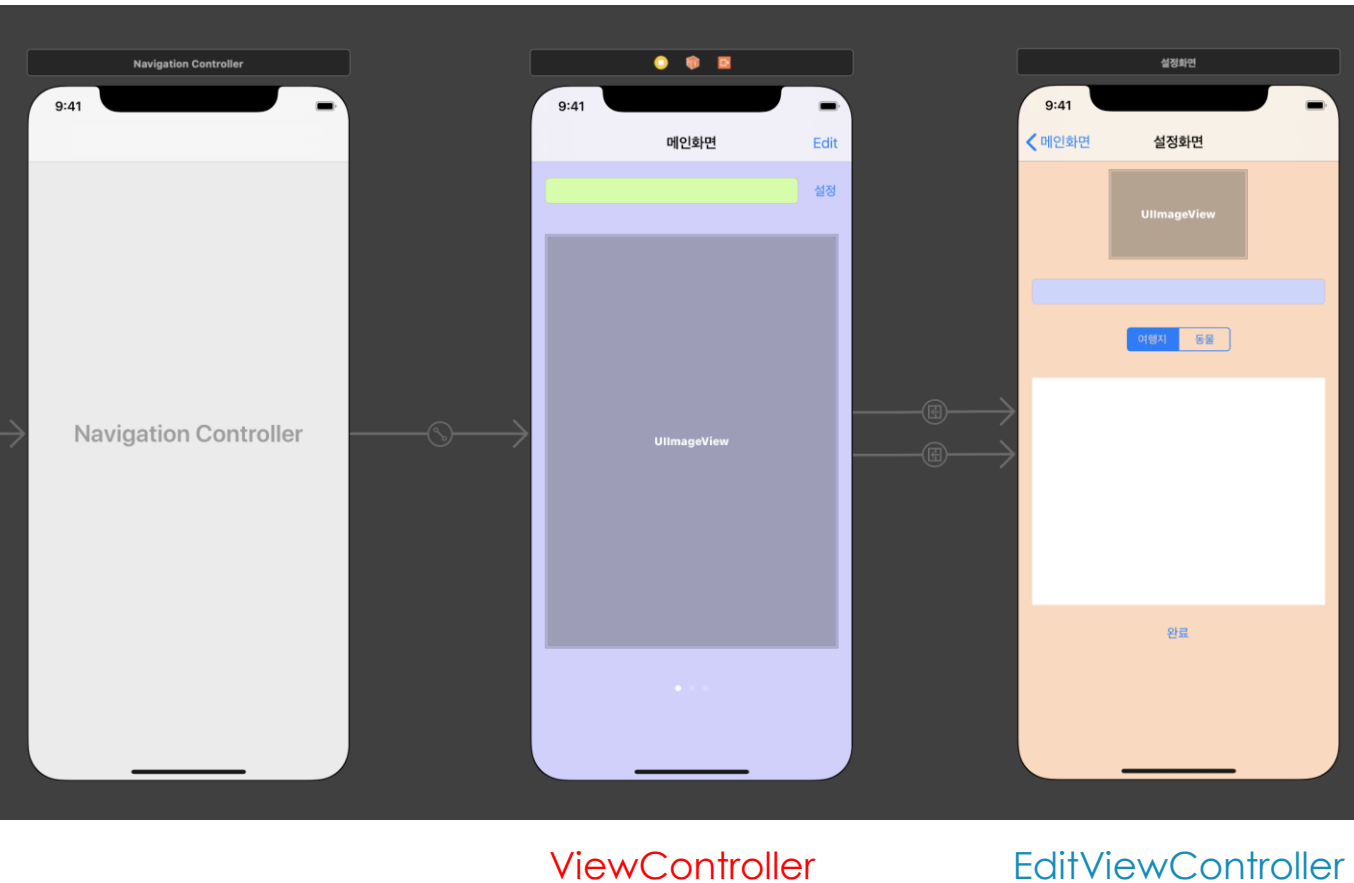 Navigation Controller
9:41
Navigation Controller
9:41
메인화면
Edit
설정
UIImageView
설정화면
9:41
메인화면
설정화면
UIImageView
여행지
동물
완료
ViewController
EditViewController